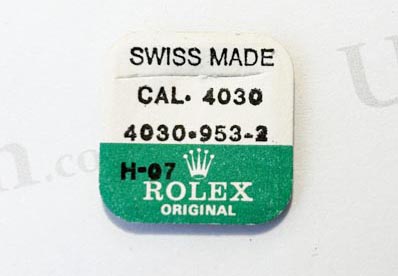 SWISS MADE
CAL. 4030
4030.953-2
H-07
ROLEX
ORIGINAL